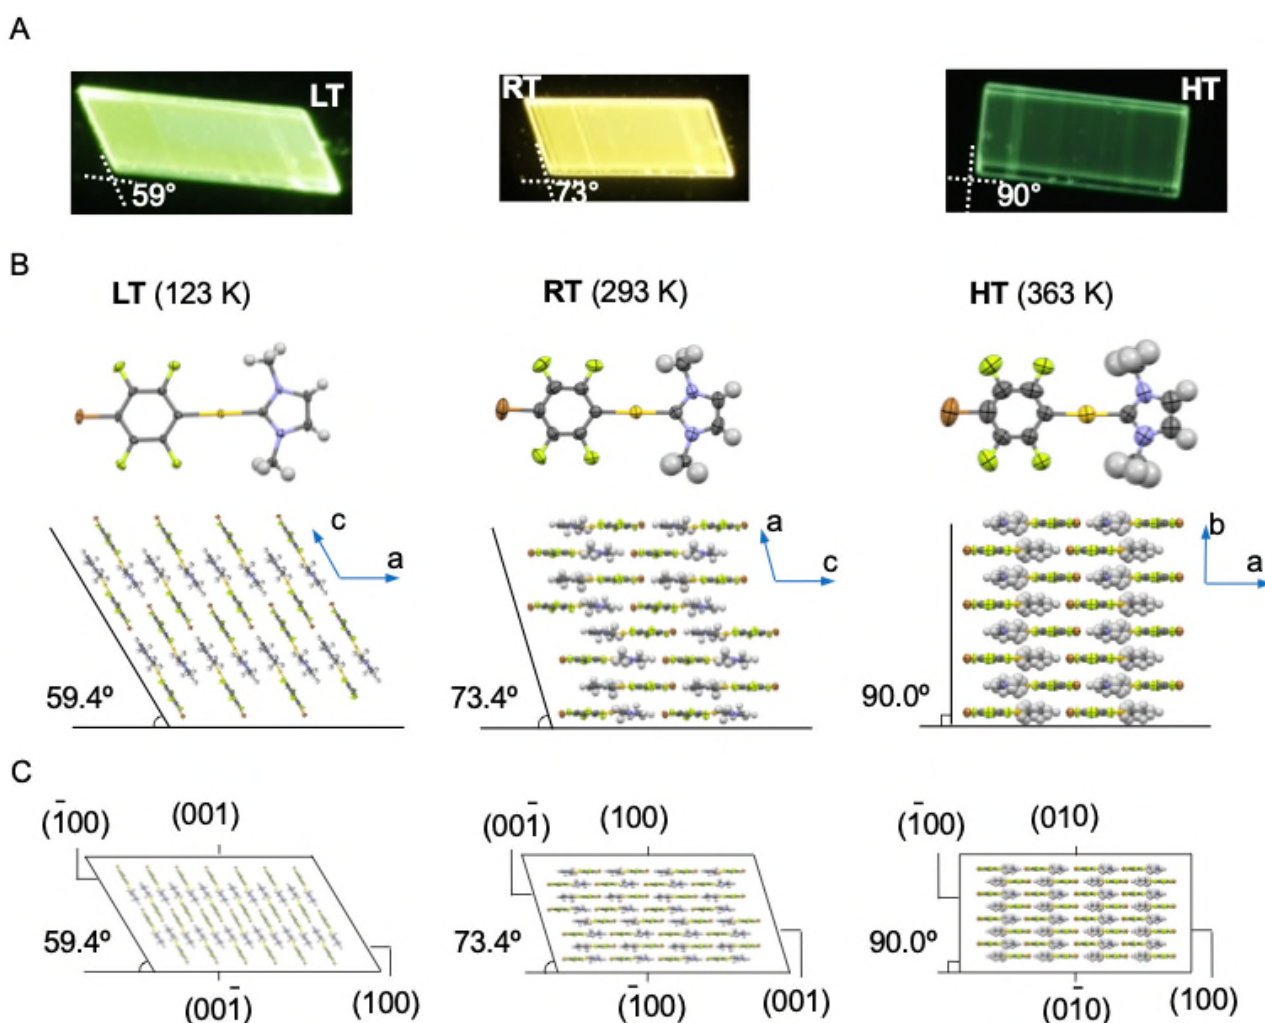 A
LT
RT
HT
59°
73°
90°
B
LT (123 K)
RT (293 K)
HT (363 K)
c
a
a
c
b
a
59.4º
73.4º
90.0º
C
(1̄00)
(001)
(001̄)
(100)
(1̄00)
(010)
59.4º
73.4º
90.0º
(001̄)
(100)
(1̄00)
(001)
(01̄0)
(100)